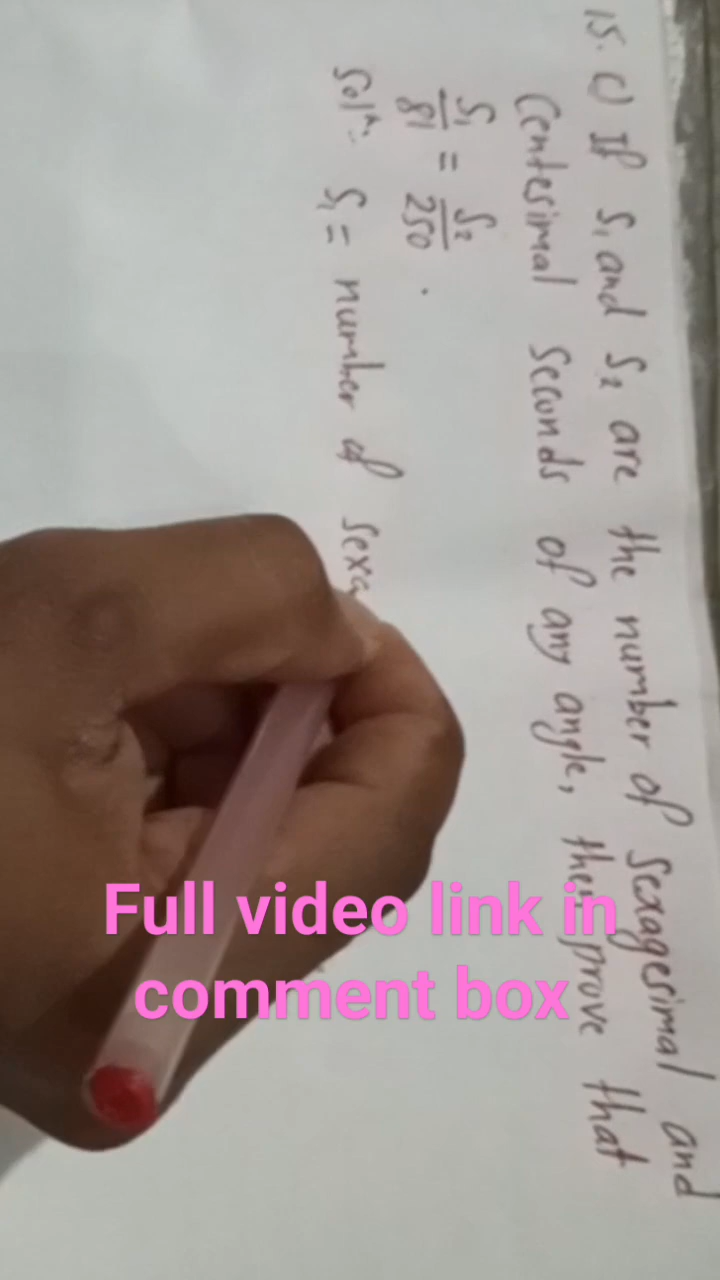 15. c) If S₁ and S₂ are the number of sexagesimal and
centesimal seconds of any angle, then prove that
S₁/81 = S₂/250 .
Solⁿ: S₁ = number of sexa
Full video link in
comment box